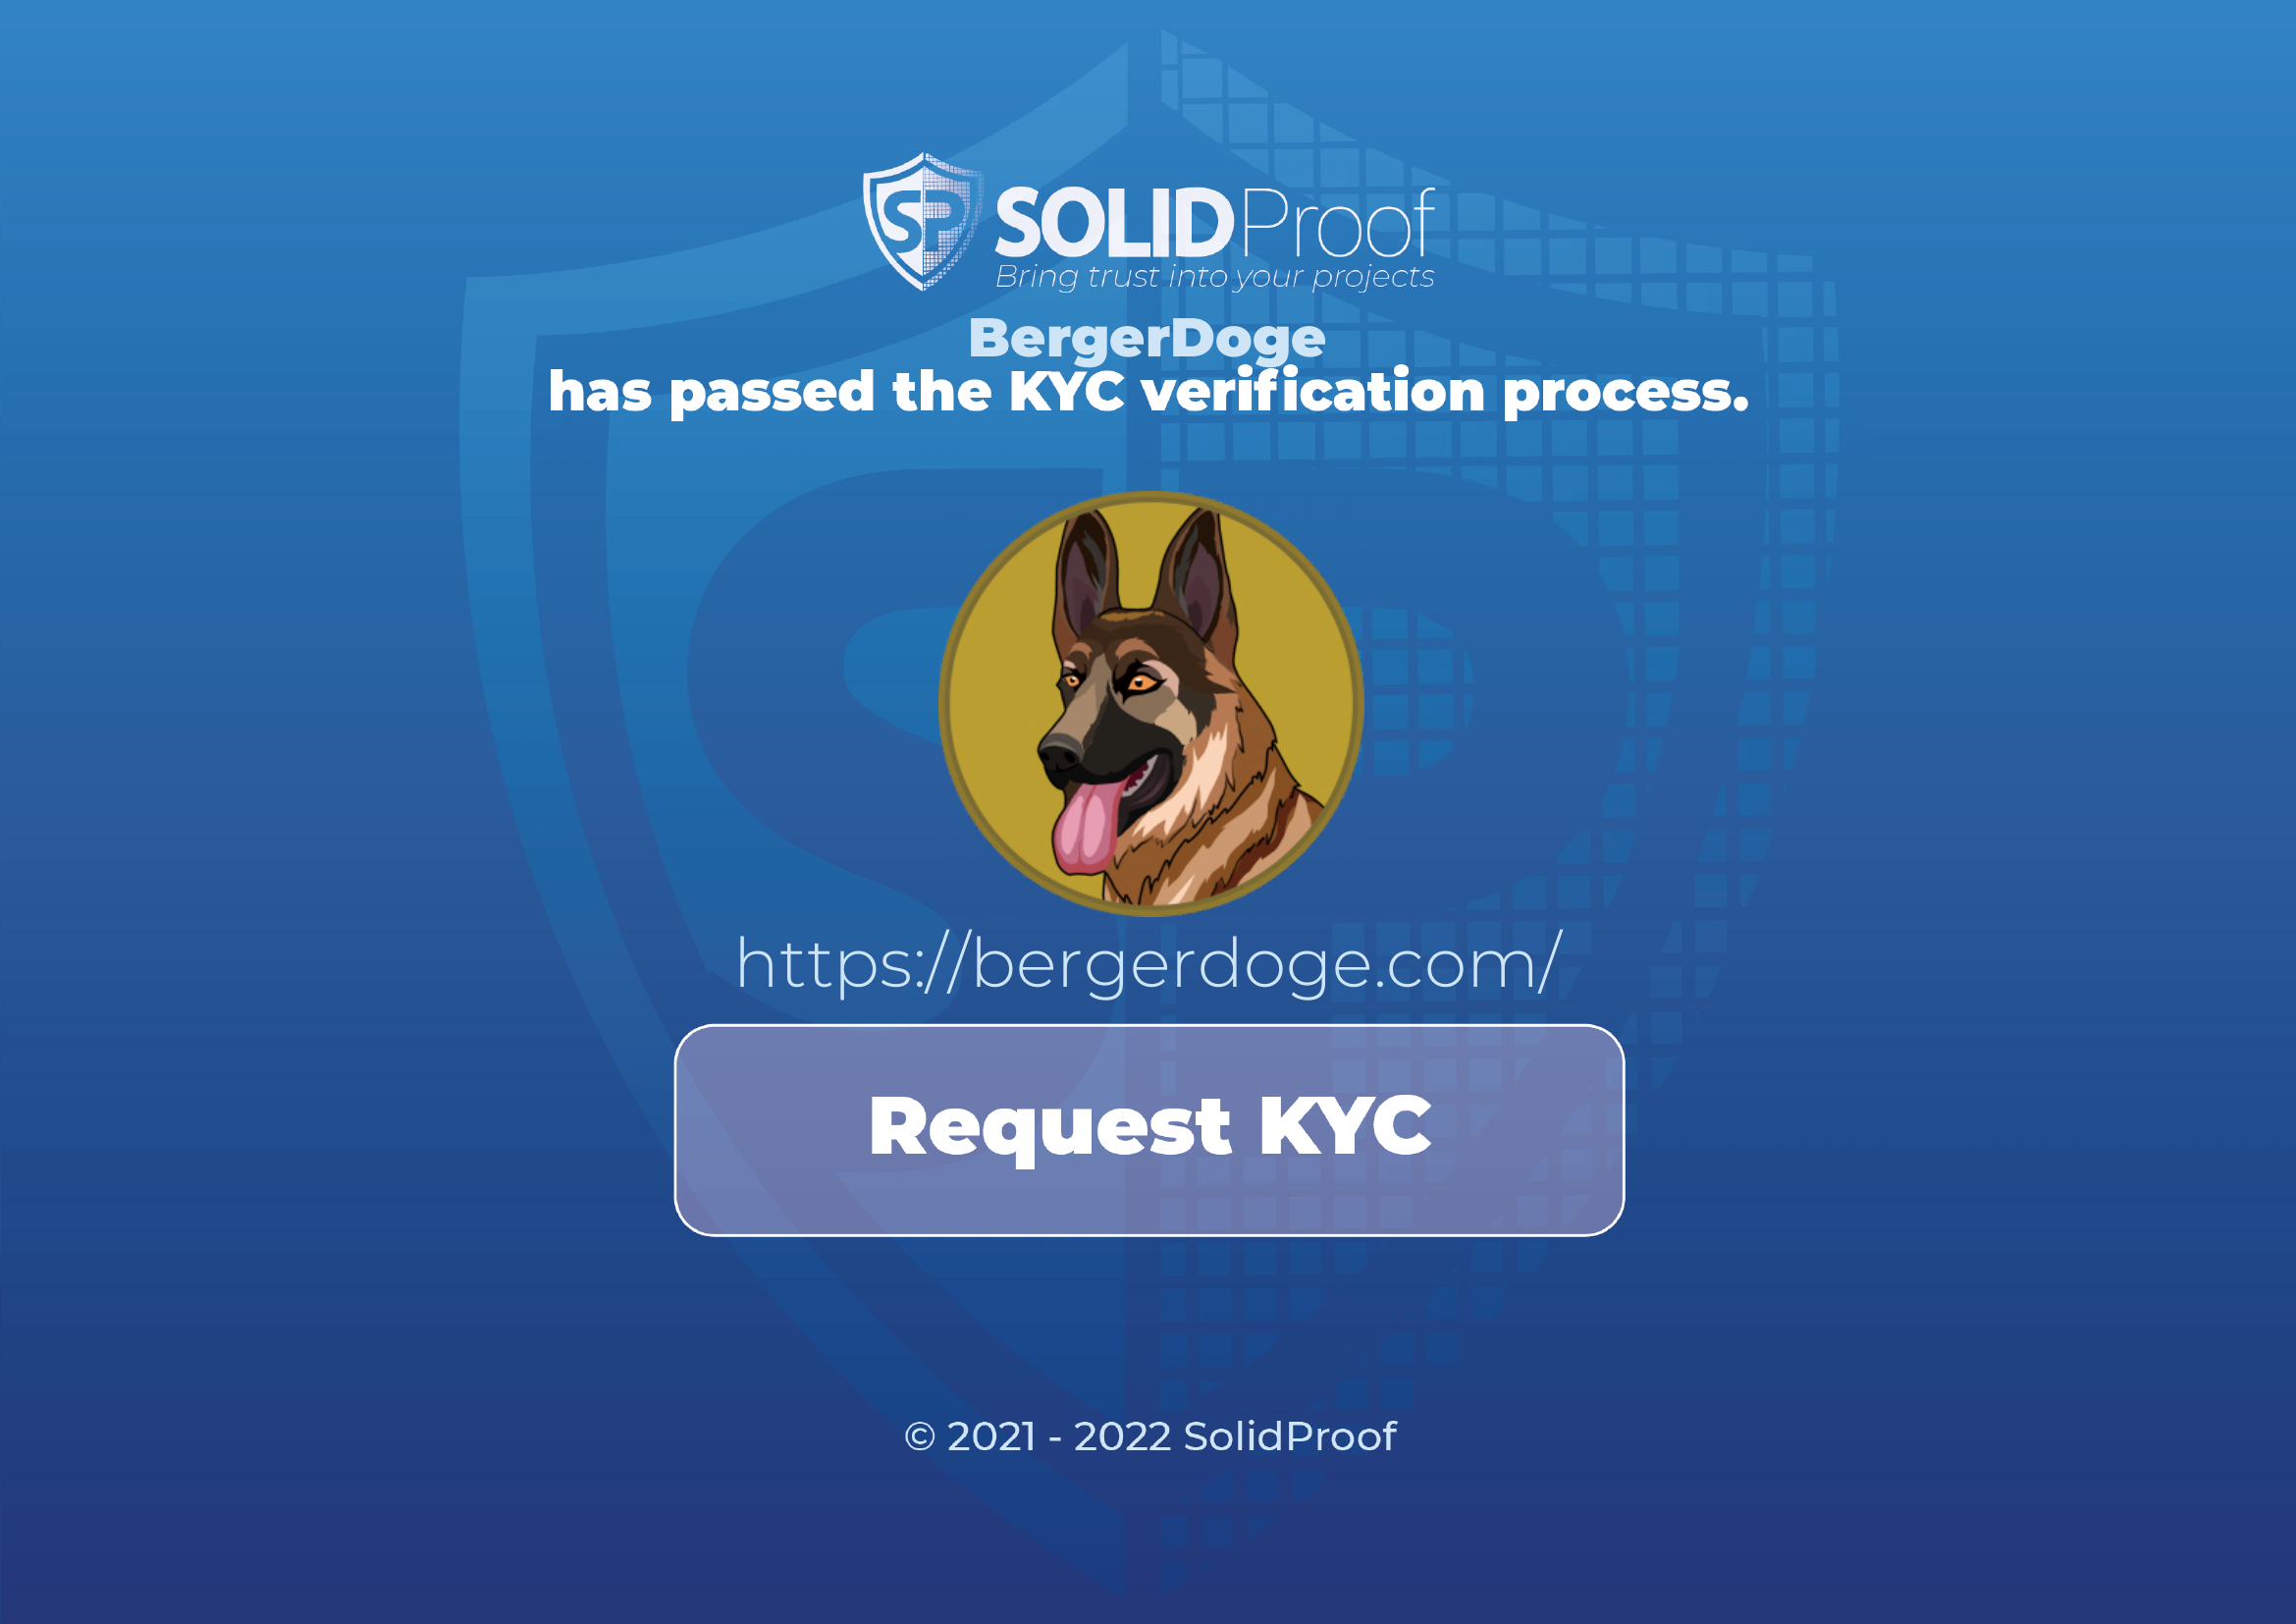 SP SOLIDProof
Bring trust into your projects
BergerDoge
has passed the KYC verification process.
https://bergerdoge.com/
Request KYC
© 2021 - 2022 SolidProof